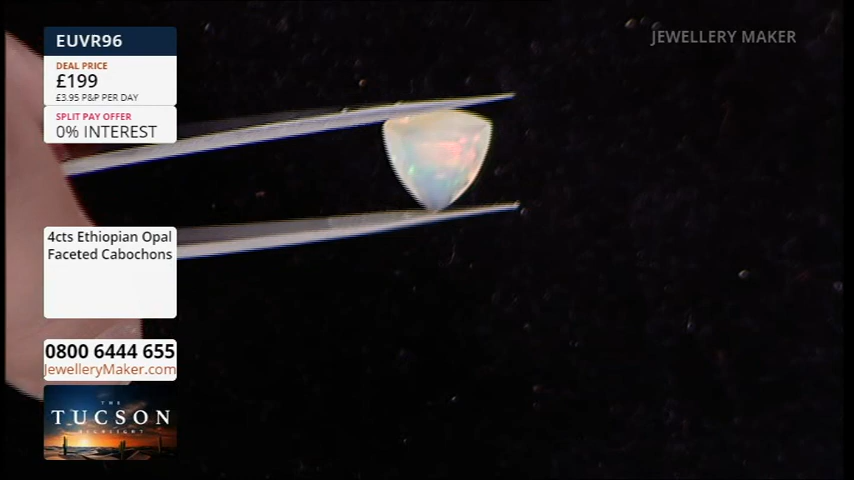 EUVR96
DEAL PRICE
£199
£3.95 P&P PER DAY
SPLIT PAY OFFER
0% INTEREST
4cts Ethiopian Opal
Faceted Cabochons
0800 6444 655
JewelleryMaker.com
THE
TUCSON
JEWELLERY MAKER